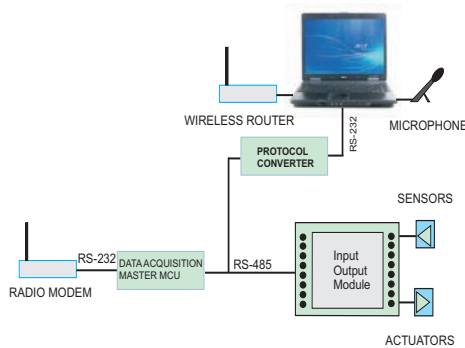 WIRELESS ROUTER
MICROPHONE
RS-232
PROTOCOL
CONVERTER
SENSORS
RS-232
DATA ACQUISITION
MASTER MCU
RS-485
Input
Output
Module
RADIO MODEM
ACTUATORS